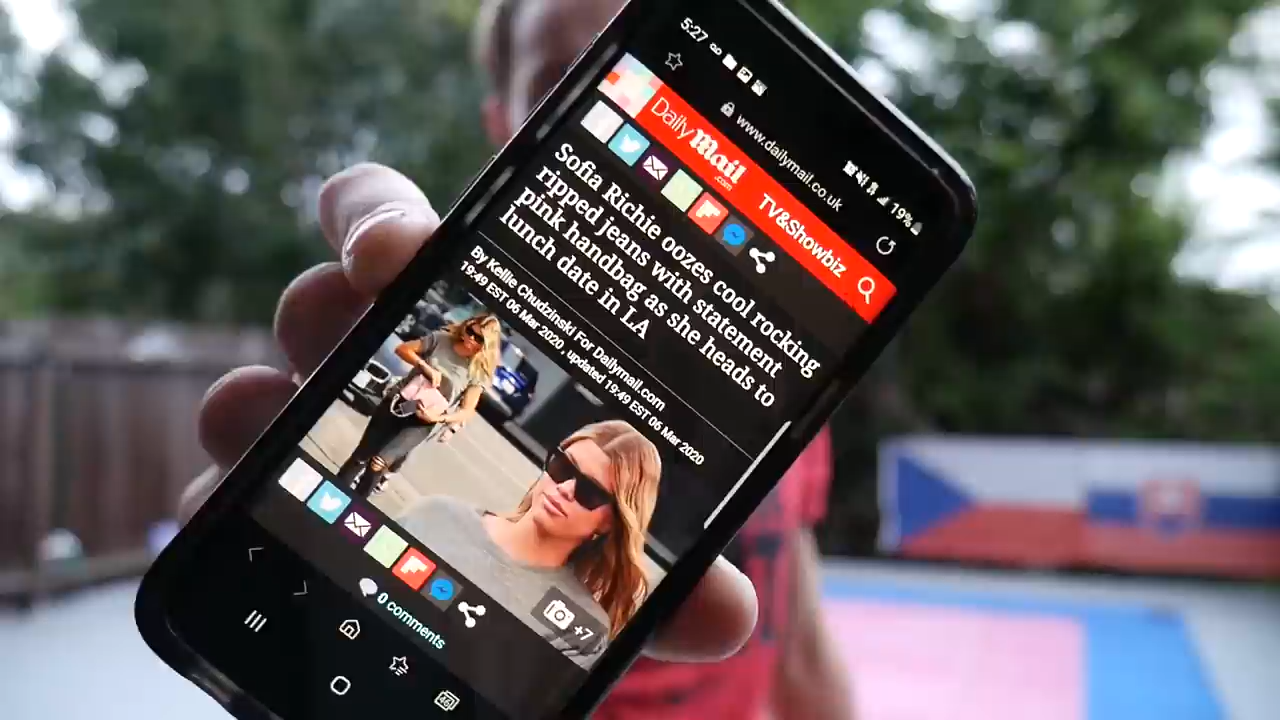 5:27
19%
www.dailymail.co.uk
Daily Mail .com
TV&Showbiz
Sofia Richie oozes cool rocking
ripped jeans with statement
pink handbag as she heads to
lunch date in LA
By Kellie Chudzinski For Dailymail.com
19:49 EST 06 Mar 2020 , updated 19:49 EST 06 Mar 2020
+7
0 comments